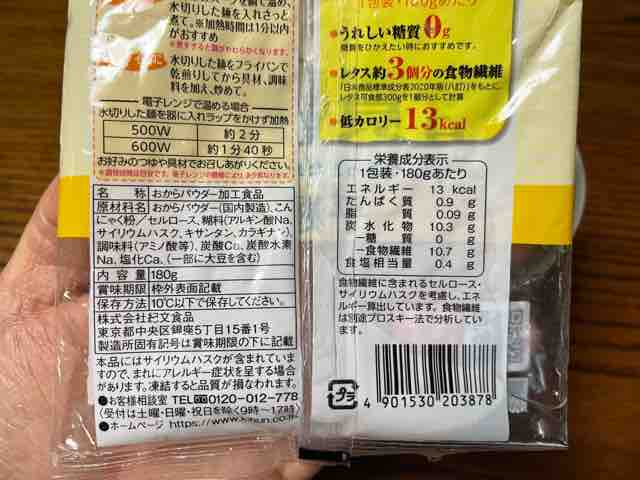 水切りした麺を入れさっと
煮て。※加熱時間は1分以内
がおすすめ
水切りした麺をフライパンで
乾煎りしてから具材、調味
料を加え、炒めて。
電子レンジで温める場合
水切りした麺を器に入れラップをかけず加熱
500W 約2分
600W 約1分40秒
お好みのつゆや具材でお召しあがりください。
名称 おからパウダー加工食品
原材料名 おからパウダー(国内製造)、こん
にゃく粉/セルロース、糊料(アルギン酸Na、
サイリウムハスク、キサンタン、カラギナン)、
調味料(アミノ酸等)、炭酸Ca、炭酸水素
Na、塩化Ca、(一部に大豆を含む)
内容量 180g
賞味期限 枠外表面記載
保存方法 10℃以下で保存してください。
株式会社紀文食品
東京都中央区銀座5丁目15番1号
製造所固有記号は賞味期限の下に記載
本品にはサイリウムハスクが含まれていま
すので、まれにアレルギー症状を呈する場合
があります。凍結すると品質が損なわれます。
●お客様相談室 TEL 0120-012-778
〈受付は土曜・日曜・祝日を除く9時〜17時〉
●ホームページ https://www.kibun.co.jp
1包装・180gあたり
●うれしい糖質0g
糖質をひかえたい時におすすめです。
●レタス約3個分の食物繊維
「日本食品標準成分表2020年版(八訂)」をもとに、
レタス可食部300gを1個分として計算
●低カロリー13kcal
栄養成分表示
1包装・180gあたり
エネルギー 13 kcal
たんぱく質 0.9 g
脂質 0.09g
炭水化物 10.3 g
−糖質 0 g
−食物繊維 10.7 g
食塩相当量 0.4 g
食物繊維に含まれるセルロース・
サイリウムハスクを考慮し、エネル
ギー算出しています。食物繊維
は別途プロスキー法で分析してい
ます。
プラ
4 901530 203878